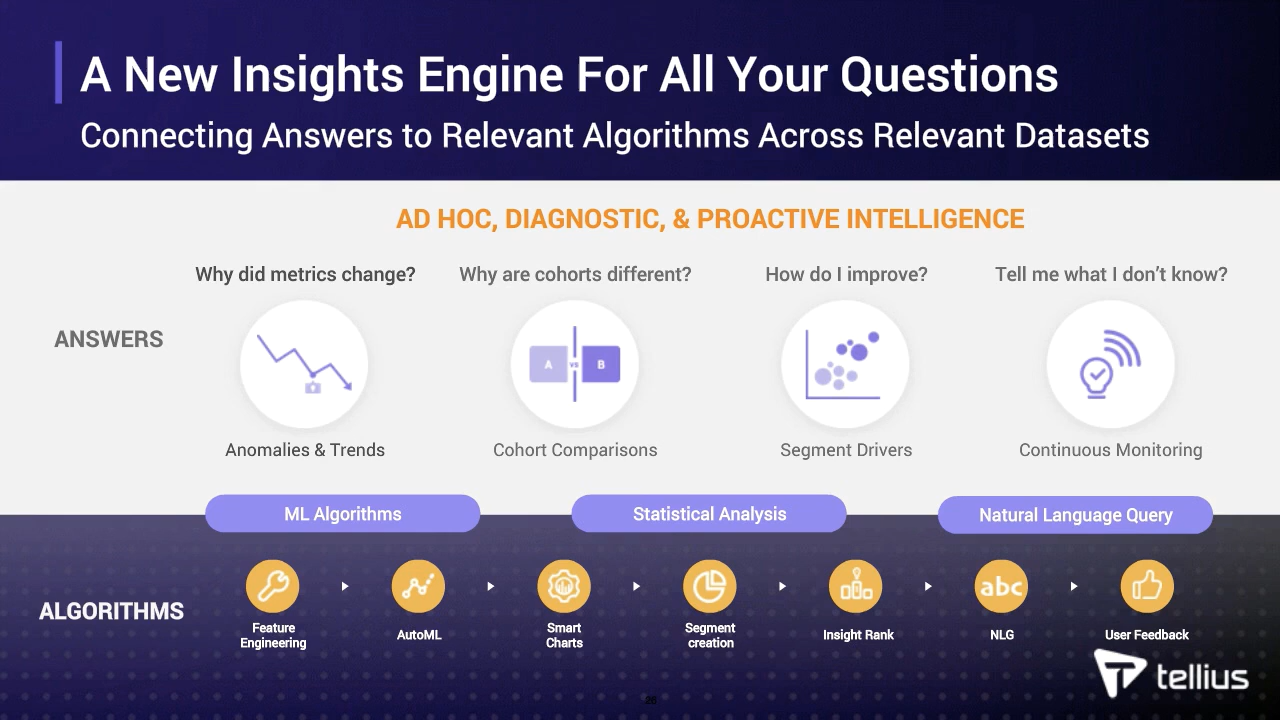 A New Insights Engine For All Your Questions
Connecting Answers to Relevant Algorithms Across Relevant Datasets
AD HOC, DIAGNOSTIC, & PROACTIVE INTELLIGENCE
Why did metrics change?
Why are cohorts different?
How do I improve?
Tell me what I don’t know?
ANSWERS
A
VS
B
Anomalies & Trends
Cohort Comparisons
Segment Drivers
Continuous Monitoring
ML Algorithms
Statistical Analysis
Natural Language Query
ALGORITHMS
abc
Feature
Engineering
AutoML
Smart
Charts
Segment
creation
Insight Rank
NLG
User Feedback
tellius
26